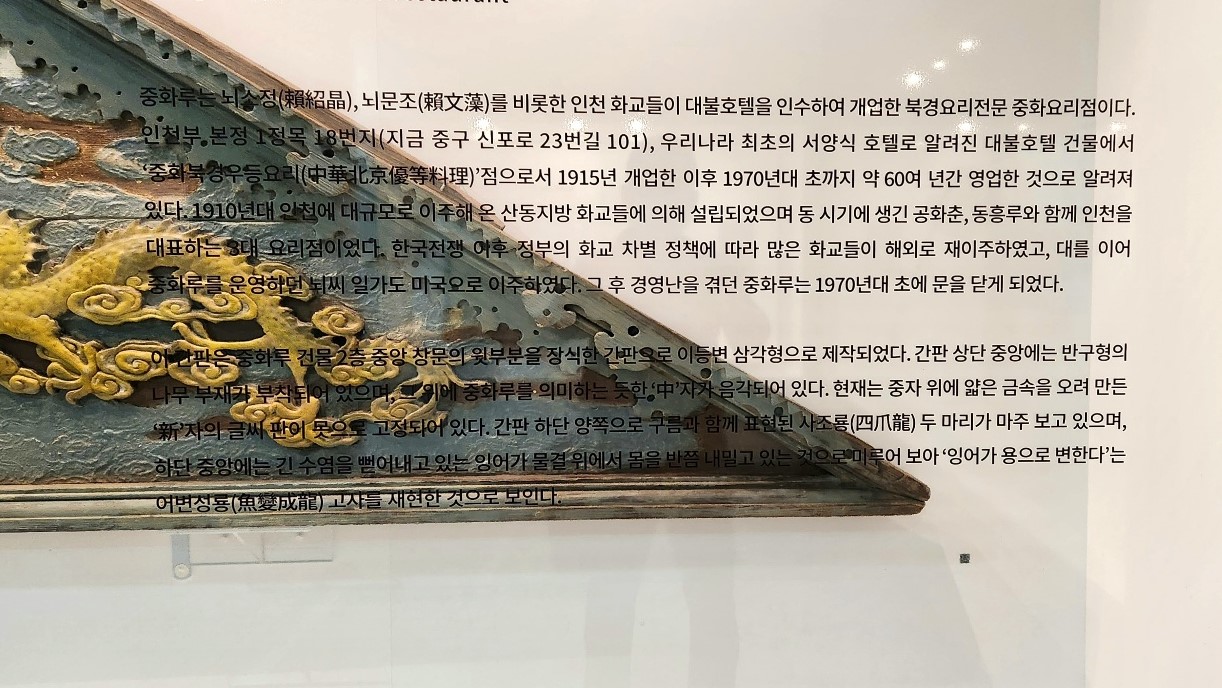 중화루는 뇌소정(賴紹晶), 뇌문조(賴文藻)를 비롯한 인천 화교들이 대불호텔을 인수하여 개업한 북경요리전문 중화요리점이다.
인천부 본정 1정목 18번지(지금 중구 신포로 23번길 101), 우리나라 최초의 서양식 호텔로 알려진 대불호텔 건물에서
‘중화북경우등요리(中華北京優等料理)’점으로서 1915년 개업한 이후 1970년대 초까지 약 60여 년간 영업한 것으로 알려져
있다. 1910년대 인천에 대규모로 이주해 온 산동지방 화교들에 의해 설립되었으며 동 시기에 생긴 공화춘, 동흥루와 함께 인천을
대표하는 3대 요리점이었다. 한국전쟁 이후 정부의 화교 차별 정책에 따라 많은 화교들이 해외로 재이주하였고, 대를 이어
중화루를 운영하던 뇌씨 일가도 미국으로 이주하였다. 그 후 경영난을 겪던 중화루는 1970년대 초에 문을 닫게 되었다.
이 간판은 중화루 건물 2층 중앙 창문의 윗부분을 장식한 간판으로 이등변 삼각형으로 제작되었다. 간판 상단 중앙에는 반구형의
나무 부재가 부착되어 있으며, 그 위에 중화루를 의미하는 듯한 ‘中’자가 음각되어 있다. 현재는 중자 위에 얇은 금속을 오려 만든
‘新’자의 글씨 판이 못으로 고정되어 있다. 간판 하단 양쪽으로 구름과 함께 표현된 사조룡(四爪龍) 두 마리가 마주 보고 있으며,
하단 중앙에는 긴 수염을 뻗어내고 있는 잉어가 물결 위에서 몸을 반쯤 내밀고 있는 것으로 미루어 보아 ‘잉어가 용으로 변한다’는
어변성룡(魚變成龍) 고사를 재현한 것으로 보인다.